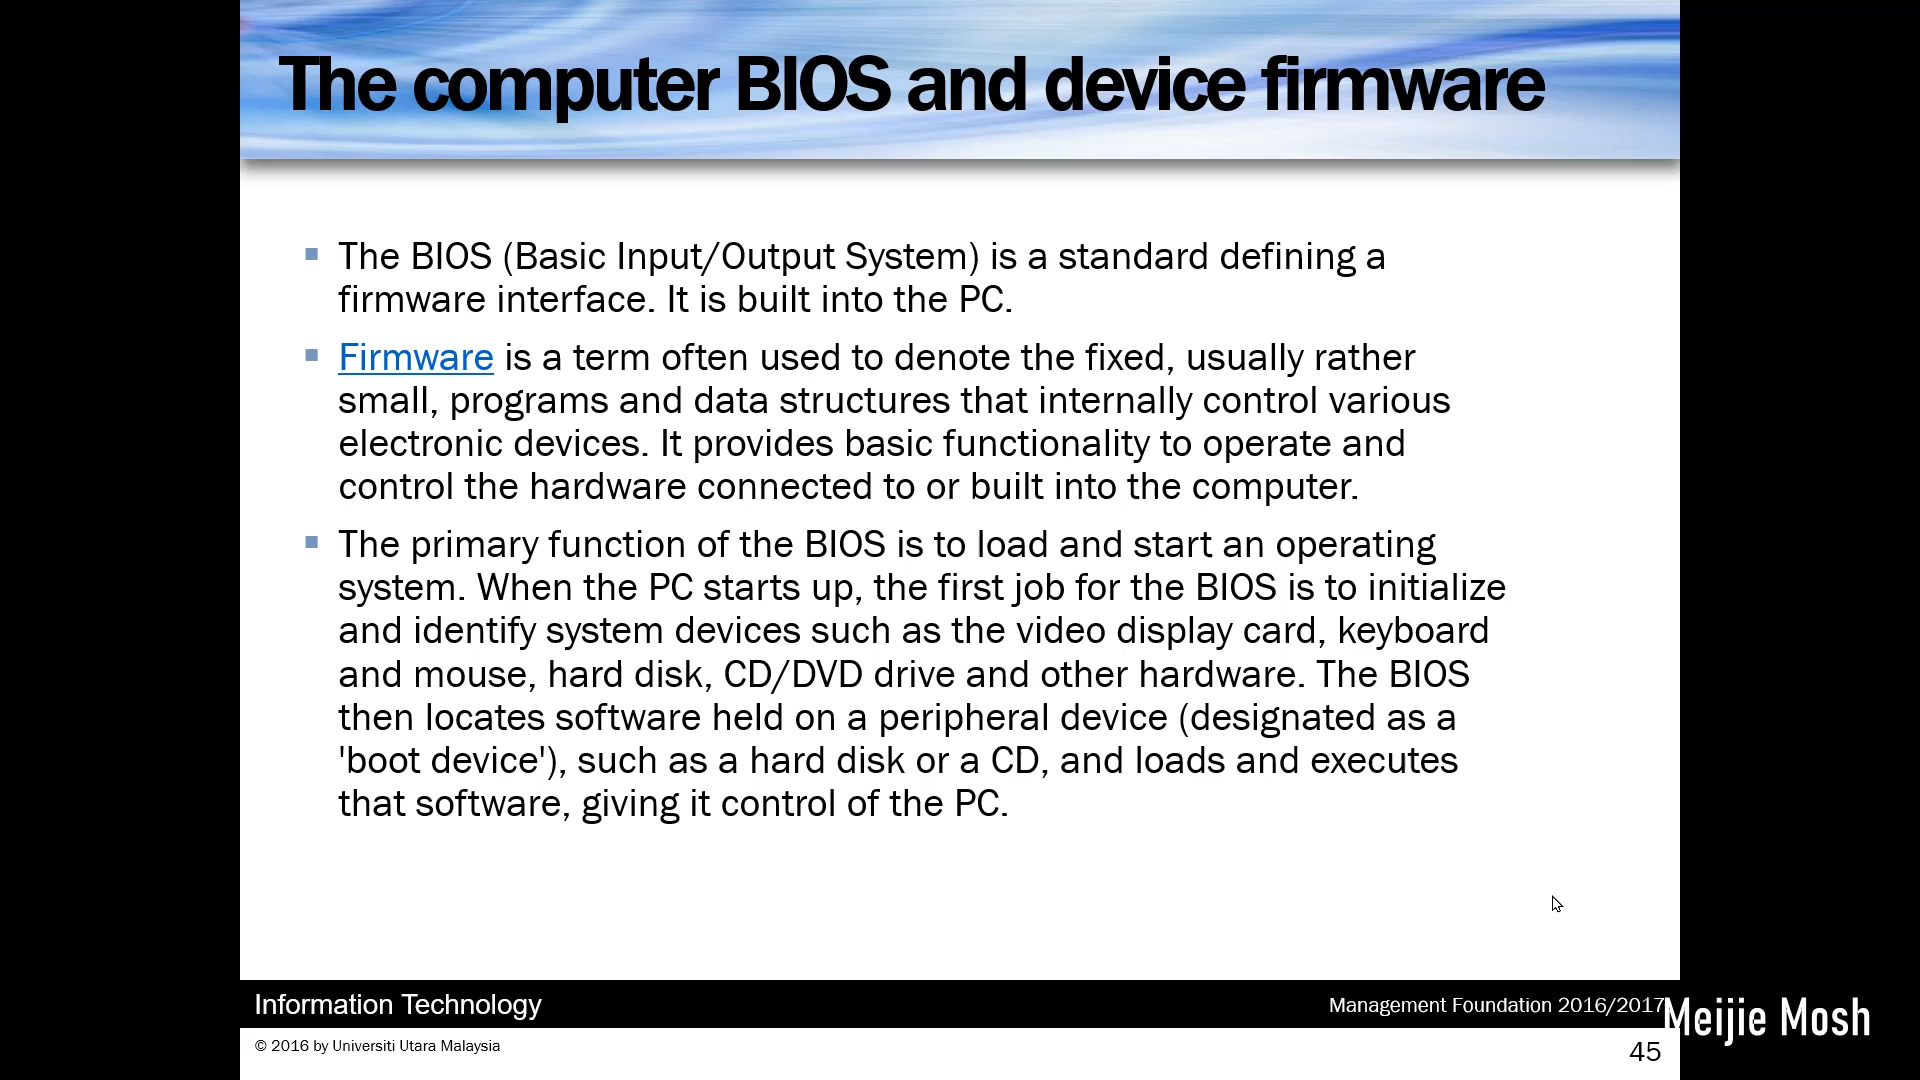 The computer BIOS and device firmware
The BIOS (Basic Input/Output System) is a standard defining a
firmware interface. It is built into the PC.
Firmware is a term often used to denote the fixed, usually rather
small, programs and data structures that internally control various
electronic devices. It provides basic functionality to operate and
control the hardware connected to or built into the computer.
The primary function of the BIOS is to load and start an operating
system. When the PC starts up, the first job for the BIOS is to initialize
and identify system devices such as the video display card, keyboard
and mouse, hard disk, CD/DVD drive and other hardware. The BIOS
then locates software held on a peripheral device (designated as a
'boot device'), such as a hard disk or a CD, and loads and executes
that software, giving it control of the PC.
Information Technology
Management Foundation 2016/2017
Meijie Mosh
© 2016 by Universiti Utara Malaysia
45